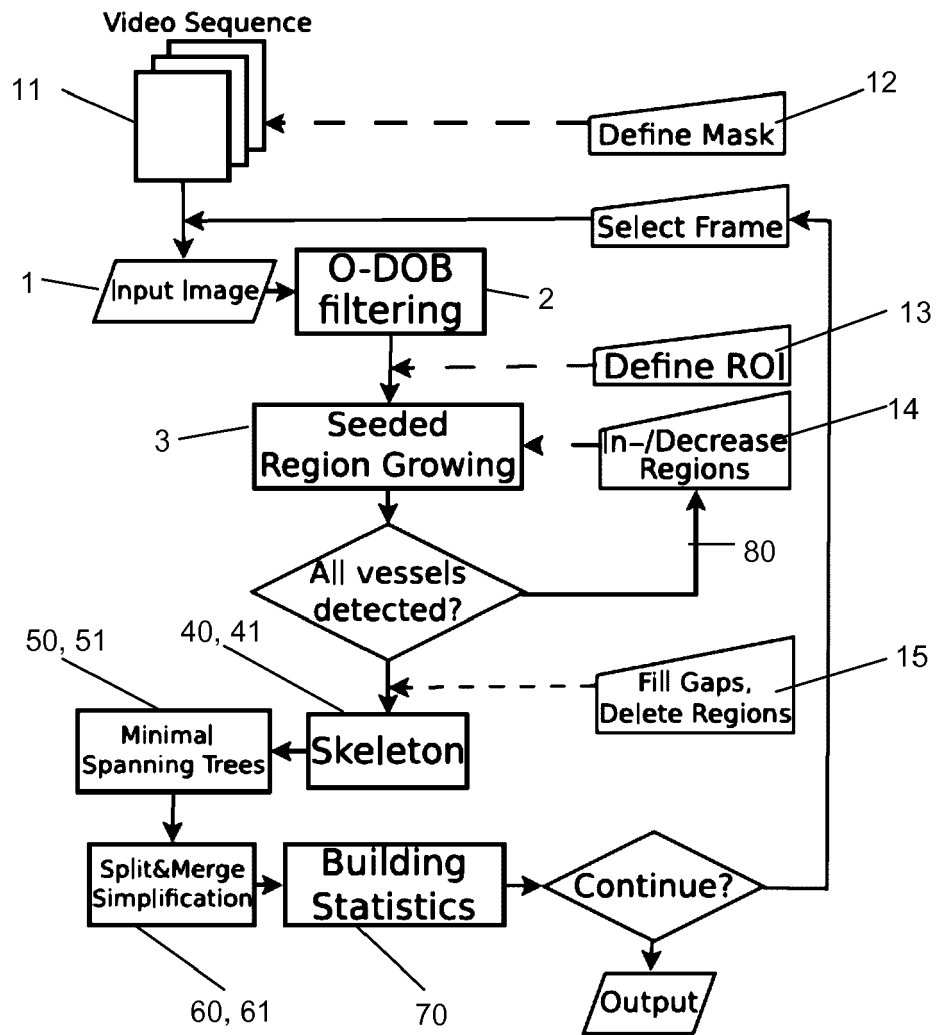 Video Sequence
11
12
Define Mask
Select Frame
1
Input Image
O-DOB
filtering
2
13
Define ROI
3
Seeded
Region Growing
14
In-/Decrease
Regions
80
All vessels
detected?
50, 51
40, 41
15
Fill Gaps,
Delete Regions
Minimal
Spanning Trees
Skeleton
Split&Merge
Simplification
Building
Statistics
Continue?
60, 61
70
Output